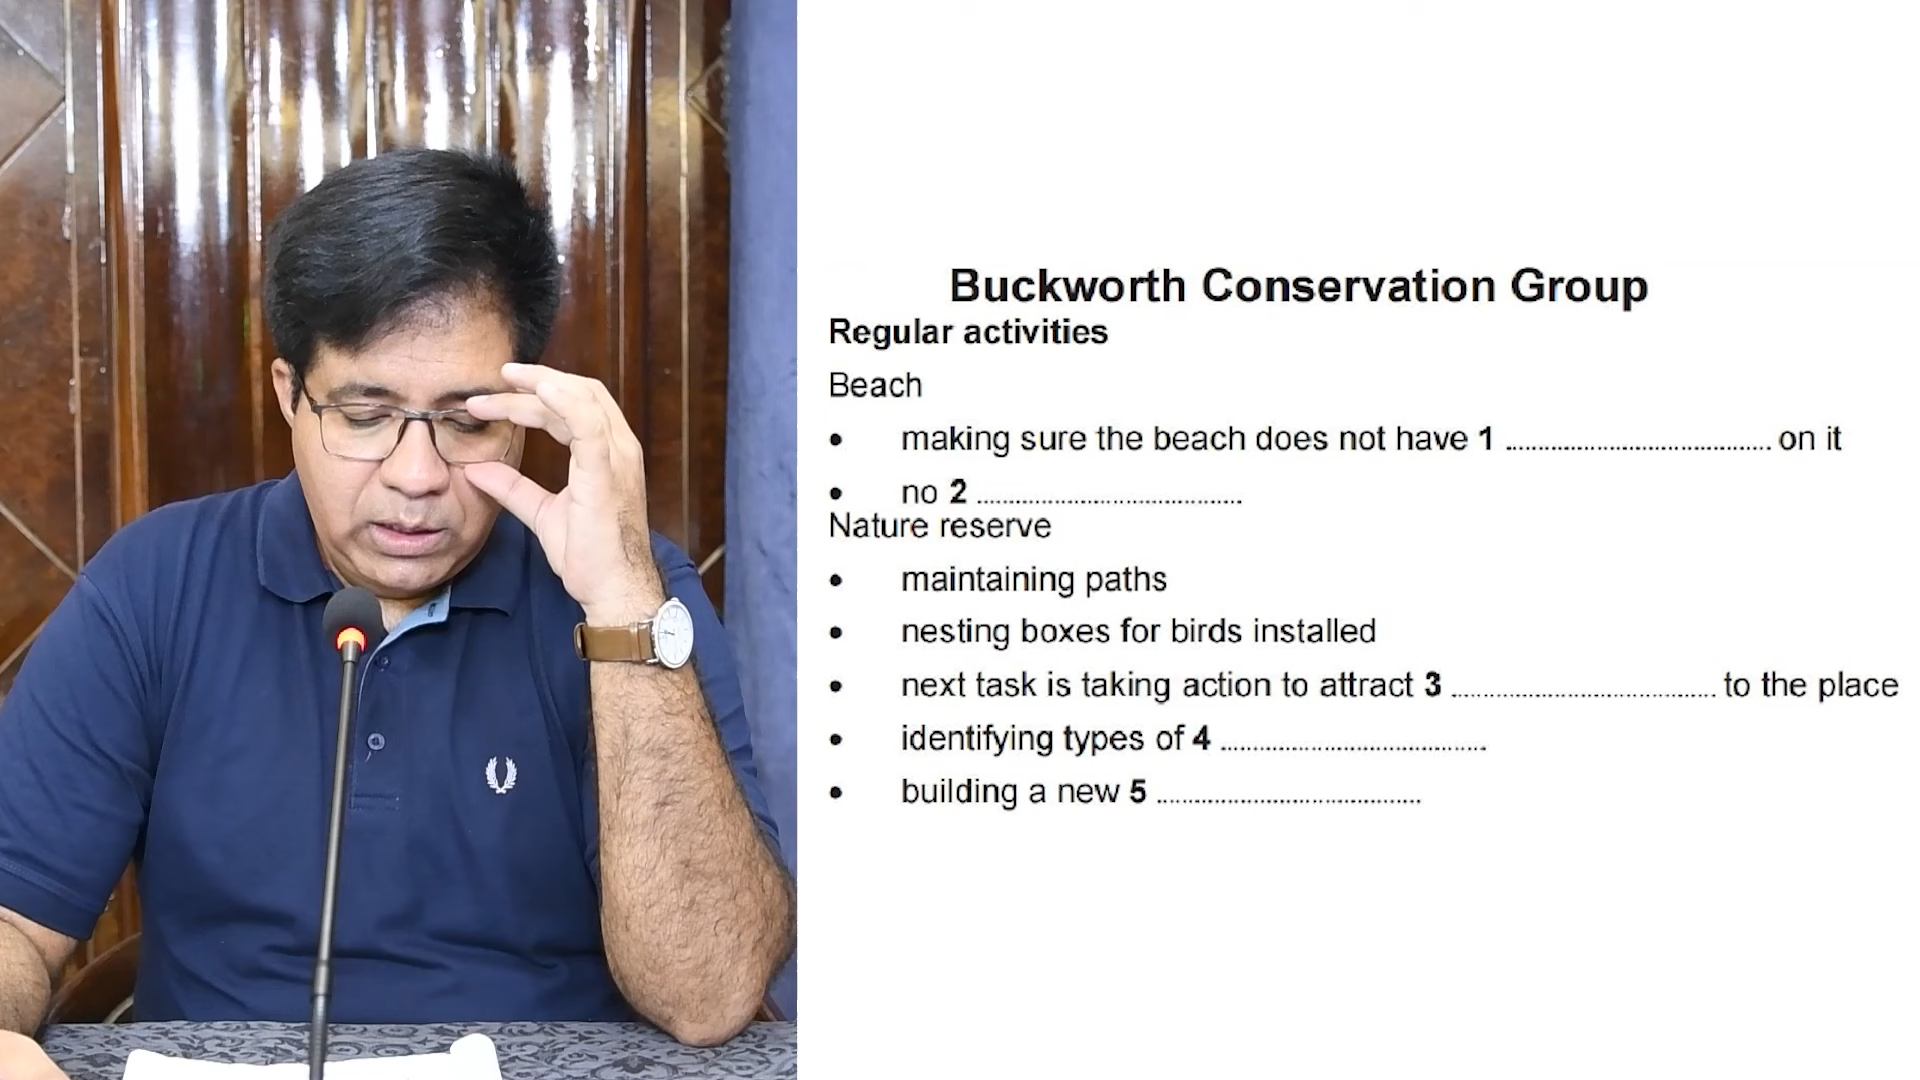 Buckworth Conservation Group
Regular activities
Beach
• making sure the beach does not have 1 ........................................ on it
• no 2 ........................................
Nature reserve
• maintaining paths
• nesting boxes for birds installed
• next task is taking action to attract 3 ........................................ to the place
• identifying types of 4 ........................................
• building a new 5 ........................................